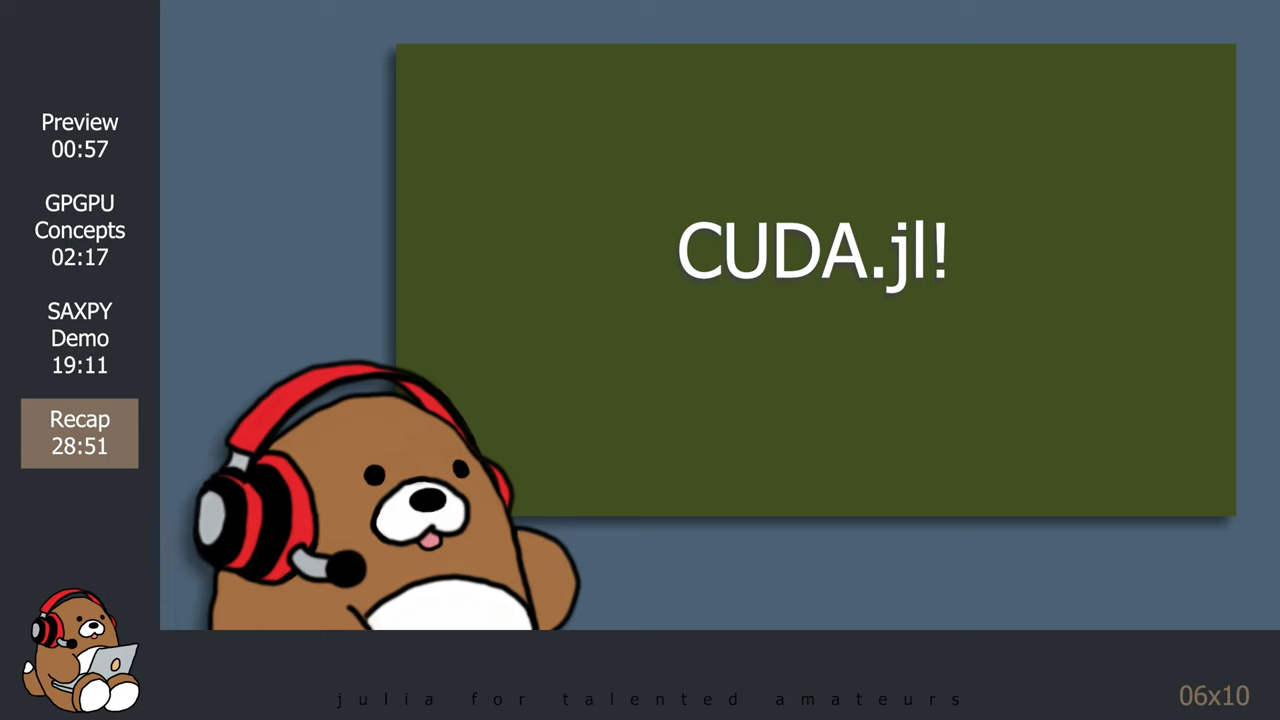 Preview
00:57
GPGPU
Concepts
02:17
SAXPY
Demo
19:11
Recap
28:51
CUDA.jl!
julia for talented amateurs
06x10